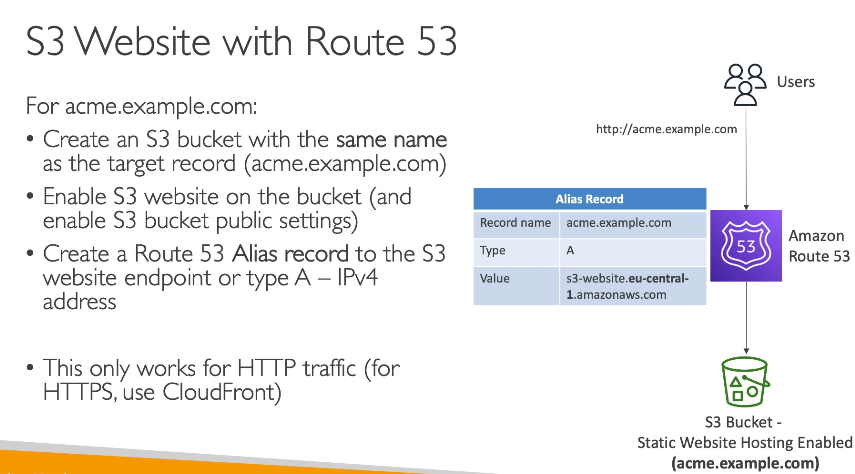 S3 Website with Route 53
For acme.example.com:
• Create an S3 bucket with the same name
as the target record (acme.example.com)
• Enable S3 website on the bucket (and
enable S3 bucket public settings)
• Create a Route 53 Alias record to the S3
website endpoint or type A – IPv4
address
• This only works for HTTP traffic (for
HTTPS, use CloudFront)
Users
http://acme.example.com
Alias Record
Record name acme.example.com
Type A
Value s3-website.eu-central-
1.amazonaws.com
53
Amazon
Route 53
S3 Bucket -
Static Website Hosting Enabled
(acme.example.com)